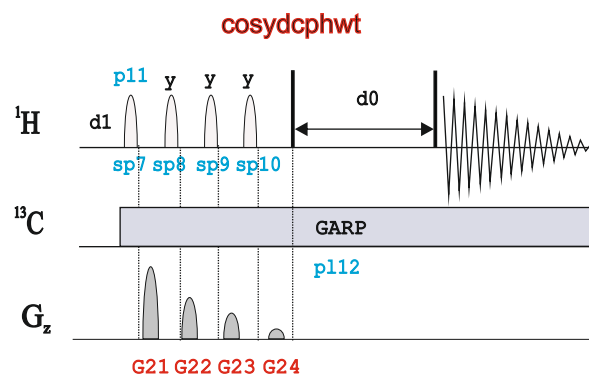 cosydcphwt
p11 y y y
d0
¹H d1
sp7 sp8 sp9 sp10
¹³C GARP
pl12
Gz
G21 G22 G23 G24